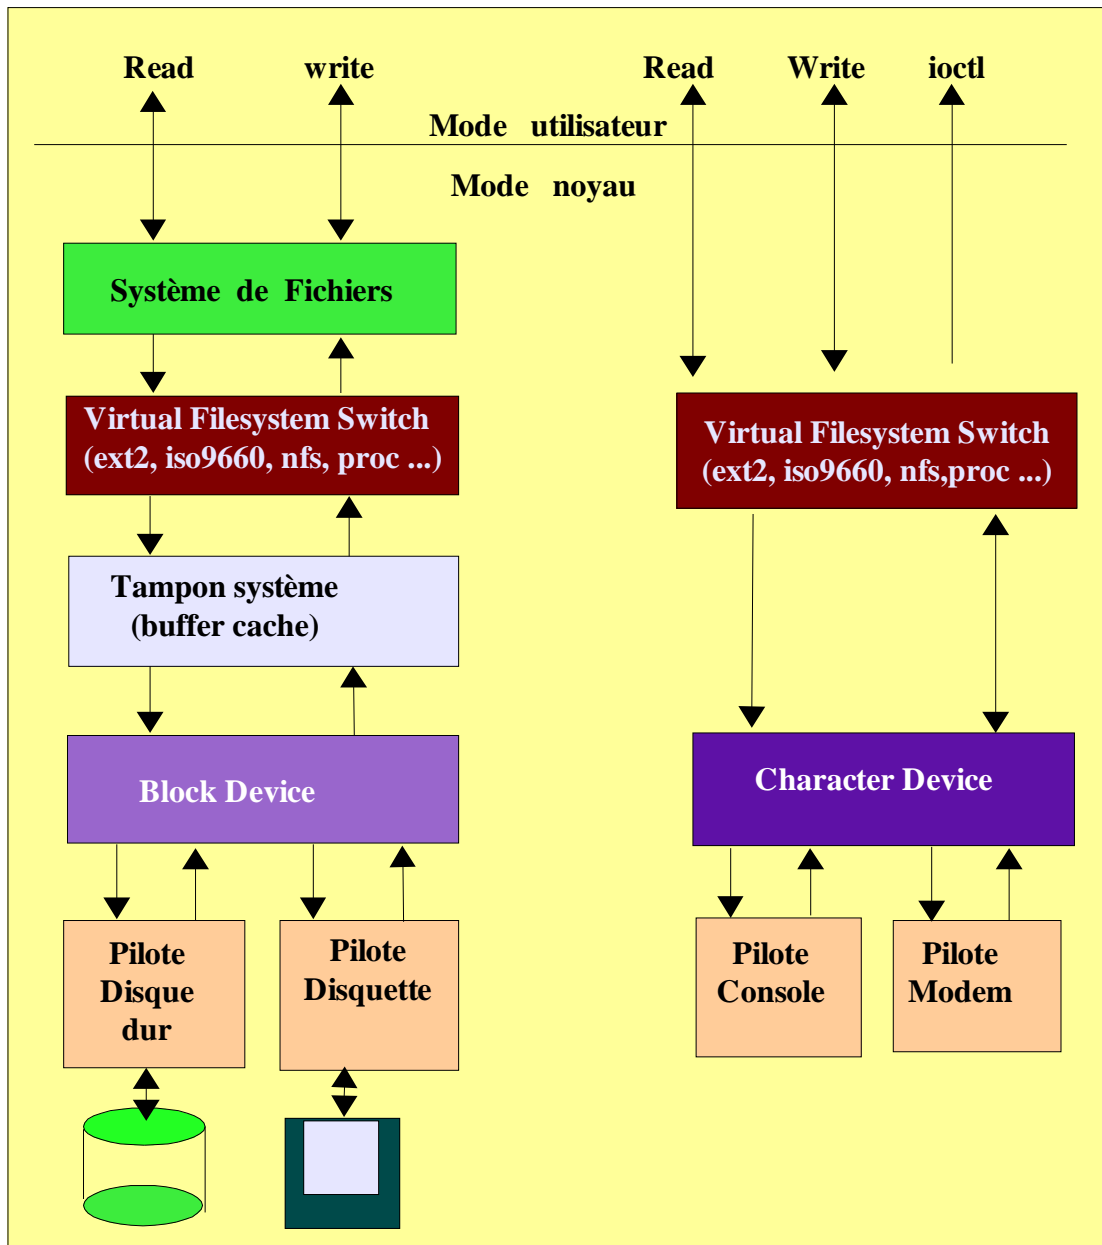 Read write Read Write ioctl
Mode utilisateur
Mode noyau
Système de Fichiers
Virtual Filesystem Switch
(ext2, iso9660, nfs, proc ...)
Virtual Filesystem Switch
(ext2, iso9660, nfs,proc ...)
Tampon système
(buffer cache)
Block Device
Character Device
Pilote
Disque
dur
Pilote
Disquette
Pilote
Console
Pilote
Modem